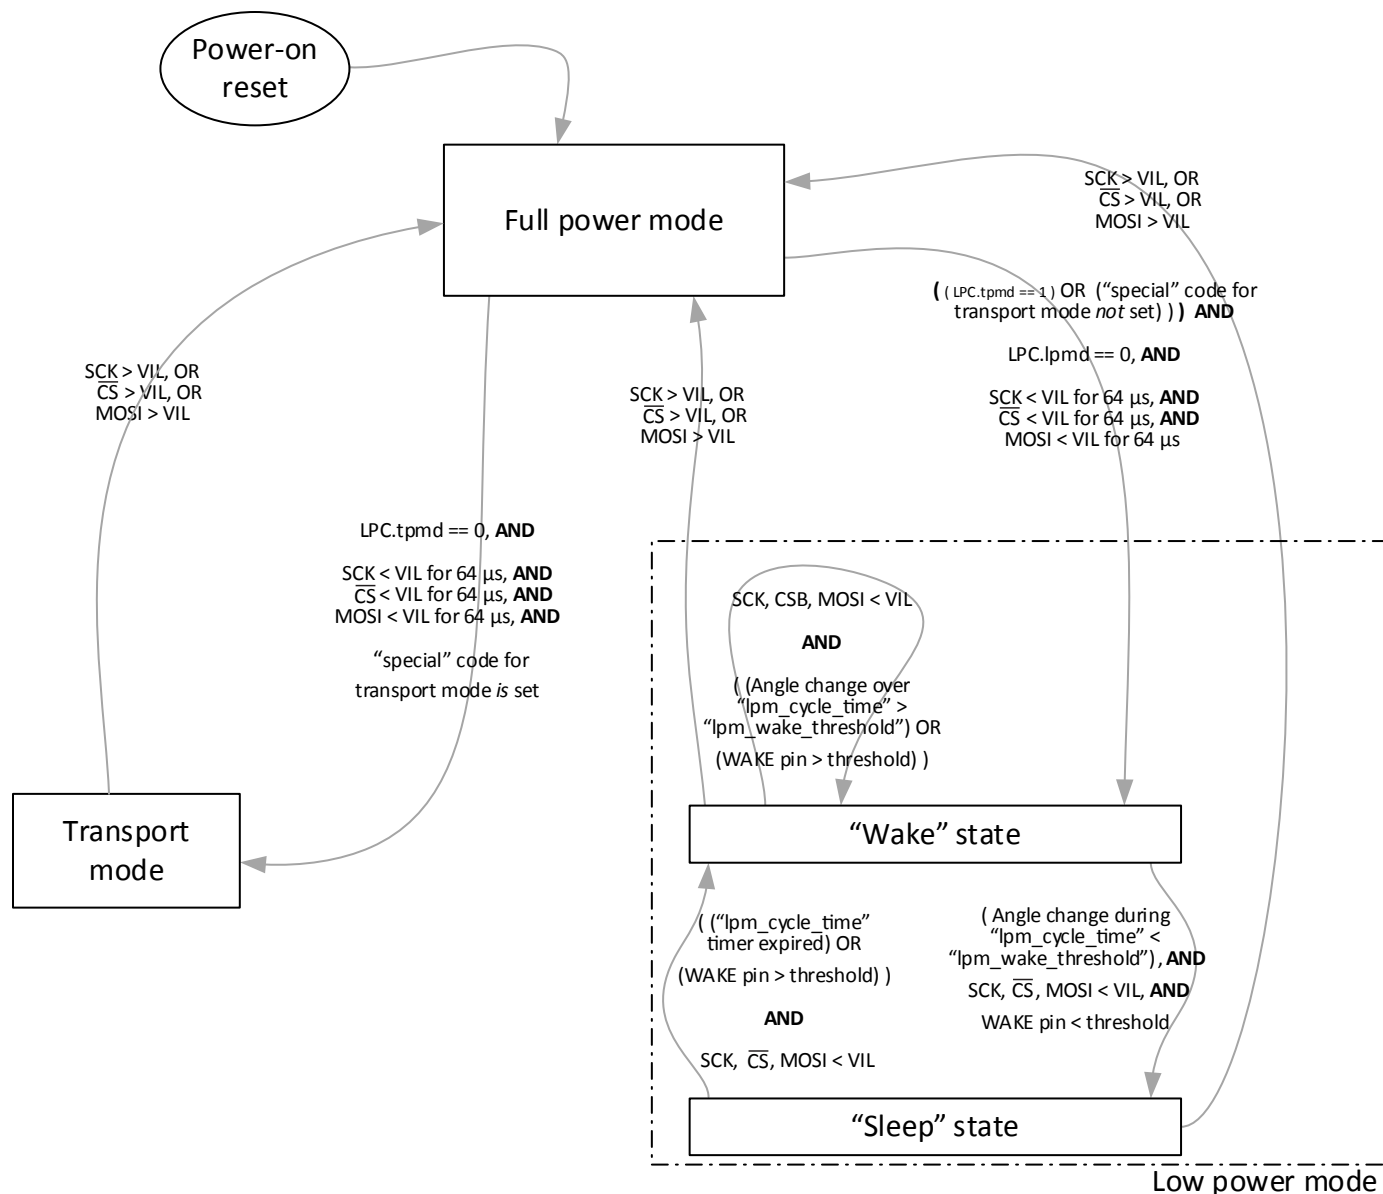 Power-on
reset
Full power mode
SCK > VIL, OR
C̅S̅ > VIL, OR
MOSI > VIL
( ( LPC.tpmd == 1 ) OR (“special” code for
transport mode not set) ) ) AND
LPC.lpmd == 0, AND
SCK < VIL for 64 µs, AND
C̅S̅ < VIL for 64 µs, AND
MOSI < VIL for 64 µs
SCK > VIL, OR
C̅S̅ > VIL, OR
MOSI > VIL
SCK > VIL, OR
C̅S̅ > VIL, OR
MOSI > VIL
LPC.tpmd == 0, AND
SCK < VIL for 64 µs, AND
C̅S̅ < VIL for 64 µs, AND
MOSI < VIL for 64 µs, AND
“special” code for
transport mode is set
SCK, CSB, MOSI < VIL
AND
( (Angle change over
“lpm_cycle_time” >
“lpm_wake_threshold”) OR
(WAKE pin > threshold) )
Transport
mode
“Wake” state
( (“lpm_cycle_time”
timer expired) OR
(WAKE pin > threshold) )
AND
SCK, C̅S̅, MOSI < VIL
( Angle change during
“lpm_cycle_time” <
“lpm_wake_threshold”) , AND
SCK, C̅S̅, MOSI < VIL, AND
WAKE pin < threshold
“Sleep” state
Low power mode